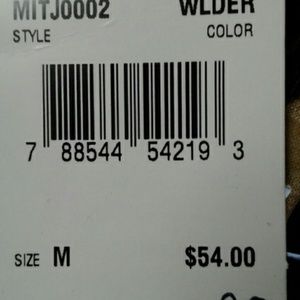 MITJ0002 WLDER
STYLE COLOR
7 88544 54219 3
SIZE M $54.00